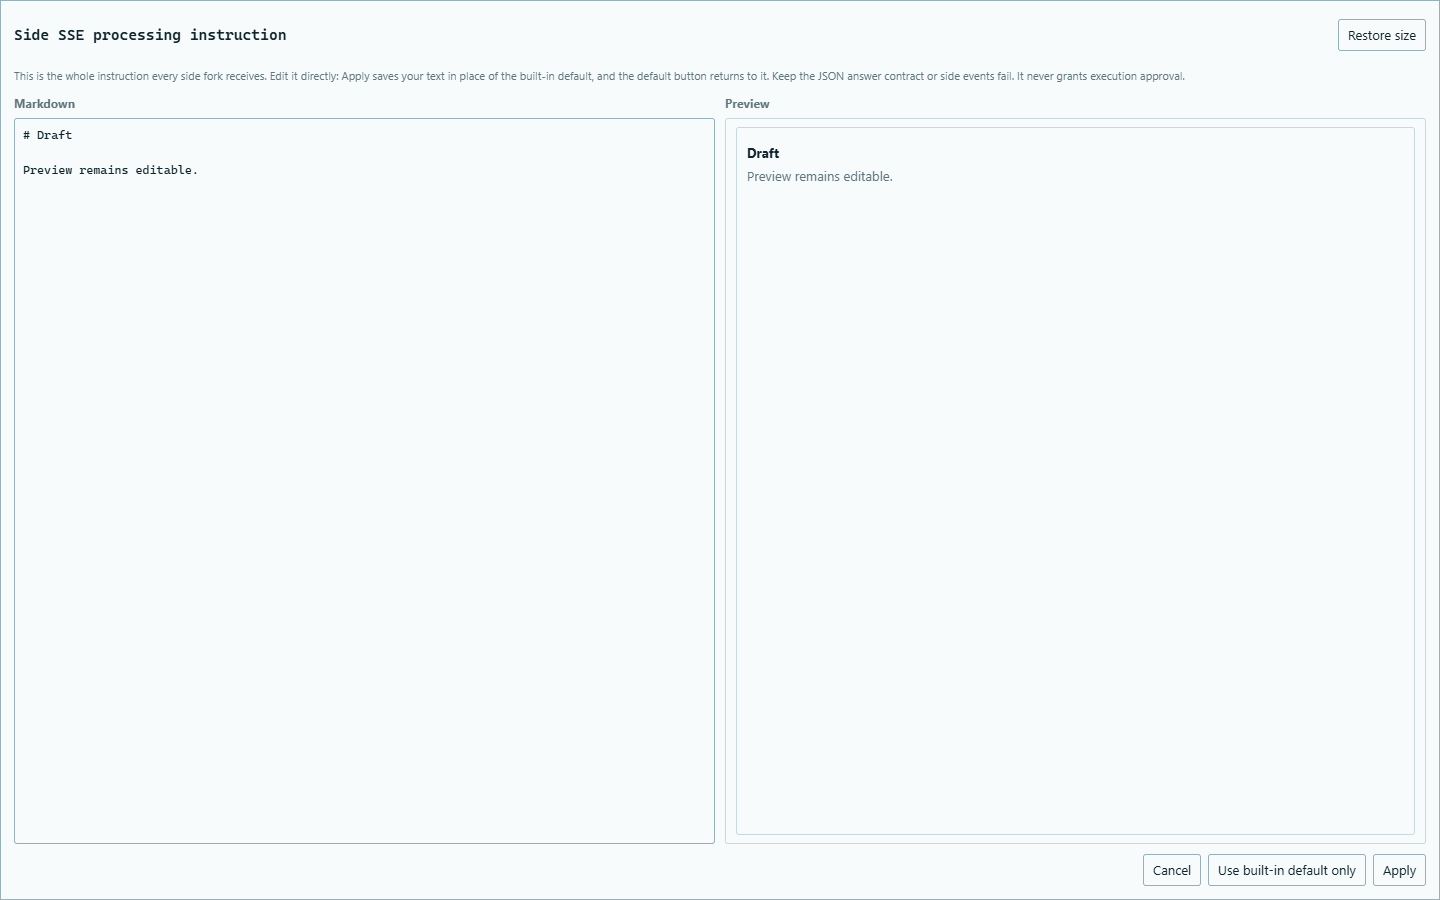 Side SSE processing instruction
Restore size
This is the whole instruction every side fork receives. Edit it directly: Apply saves your text in place of the built-in default, and the default button returns to it. Keep the JSON answer contract or side events fail. It never grants execution approval.
Markdown
Preview
# Draft
Preview remains editable.
Draft
Preview remains editable.
Cancel
Use built-in default only
Apply